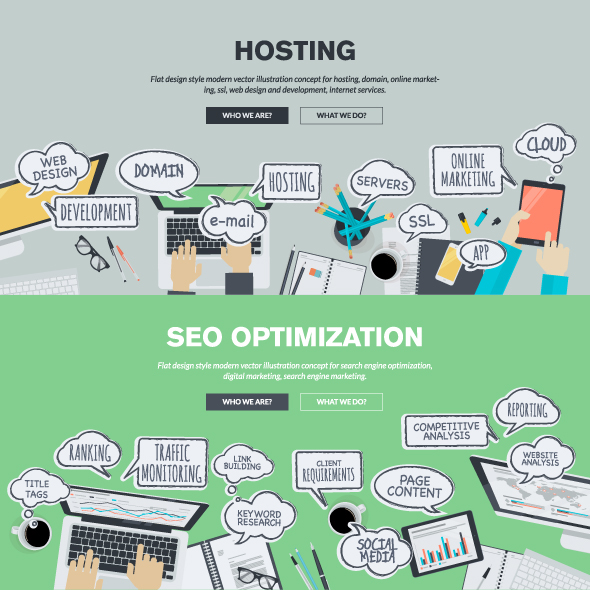 HOSTING
Flat design style modern vector illustration concept for hosting, domain, online market-
ing, ssl, web design and development, internet services.
WHO WE ARE?
WHAT WE DO?
WEB
DESIGN
DOMAIN
DEVELOPMENT
e-mail
HOSTING
SERVERS
SSL
ONLINE
MARKETING
CLOUD
APP
SEO OPTIMIZATION
Flat design style modern vector illustration concept for search engine optimization,
digital marketing, search engine marketing.
WHO WE ARE?
WHAT WE DO?
TITLE
TAGS
RANKING
TRAFFIC
MONITORING
LINK
BUILDING
KEYWORD
RESEARCH
CLIENT
REQUIREMENTS
SOCIAL
MEDIA
PAGE
CONTENT
COMPETITIVE
ANALYSIS
REPORTING
WEBSITE
ANALYSIS